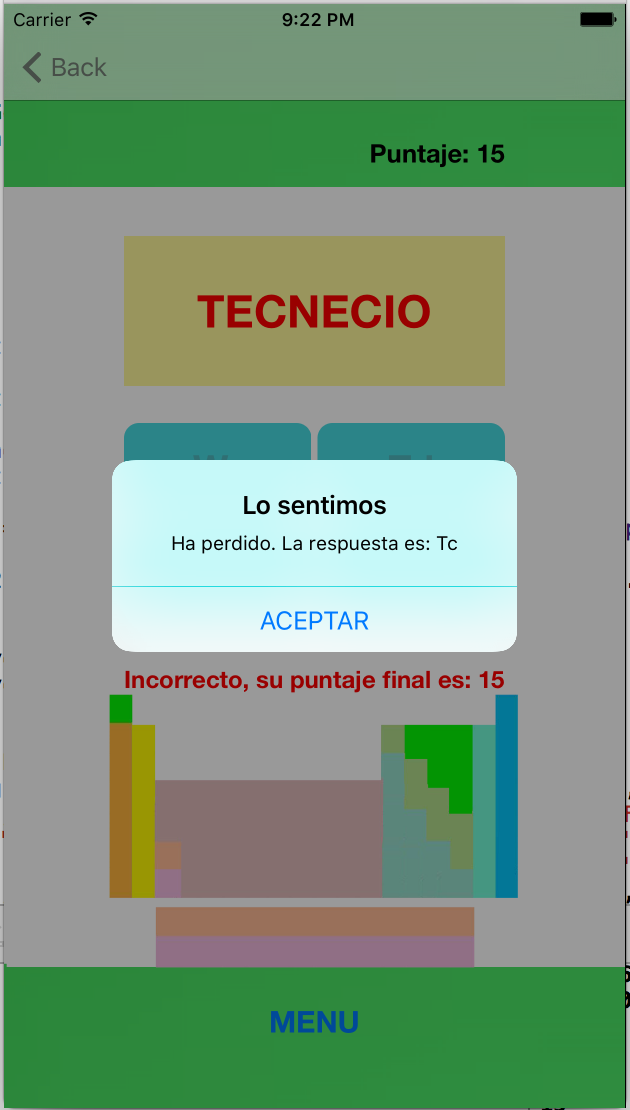 Carrier 9:22 PM
Back
Puntaje: 15
TECNECIO
Lo sentimos
Ha perdido. La respuesta es: Tc
ACEPTAR
Incorrecto, su puntaje final es: 15
MENU